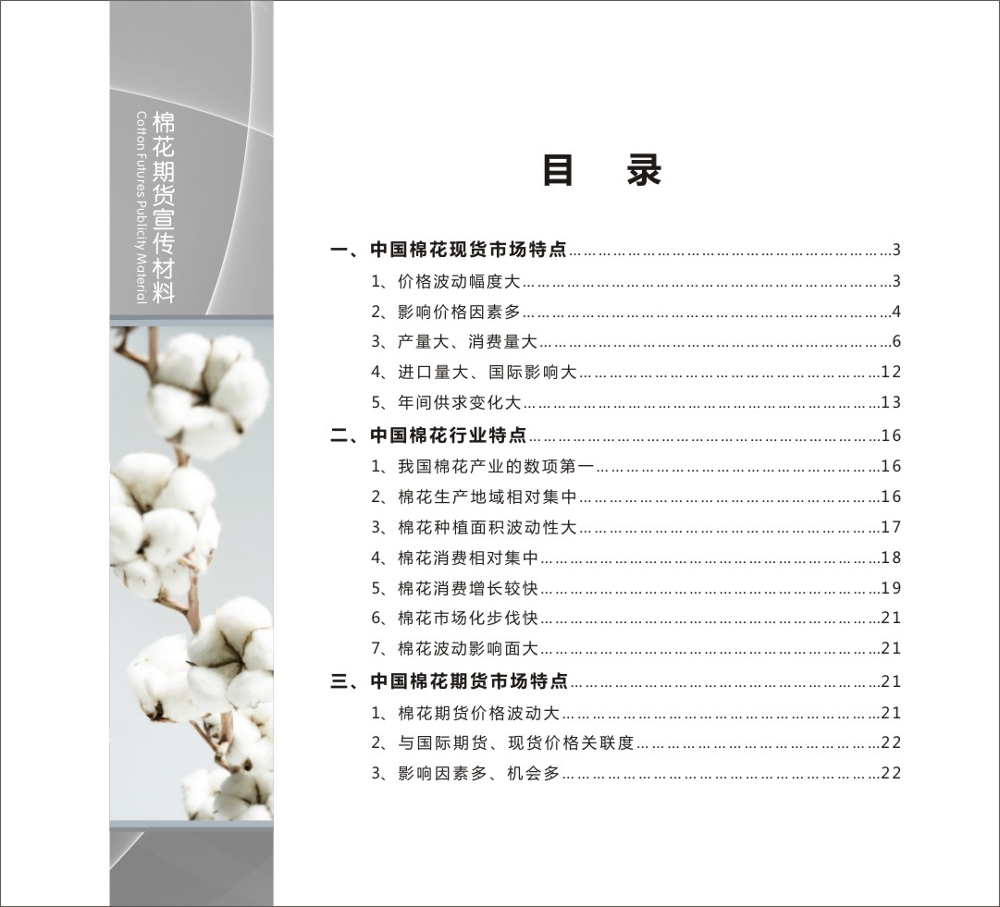 棉花期货宣传材料
Cotton Futures Publicity Material
目 录
一、中国棉花现货市场特点………………………………………………………………3
1、价格波动幅度大………………………………………………………………………3
2、影响价格因素多………………………………………………………………………4
3、产量大、消费量大……………………………………………………………………6
4、进口量大、国际影响大………………………………………………………………12
5、年间供求变化大………………………………………………………………………13
二、中国棉花行业特点……………………………………………………………………16
1、我国棉花产业的数项第一……………………………………………………………16
2、棉花生产地域相对集中………………………………………………………………16
3、棉花种植面积波动性大………………………………………………………………17
4、棉花消费相对集中……………………………………………………………………18
5、棉花消费增长较快……………………………………………………………………19
6、棉花市场化步伐快……………………………………………………………………21
7、棉花波动影响面大……………………………………………………………………21
三、中国棉花期货市场特点………………………………………………………………21
1、棉花期货价格波动大…………………………………………………………………21
2、与国际期货、现货价格关联度………………………………………………………22
3、影响因素多、机会多…………………………………………………………………22